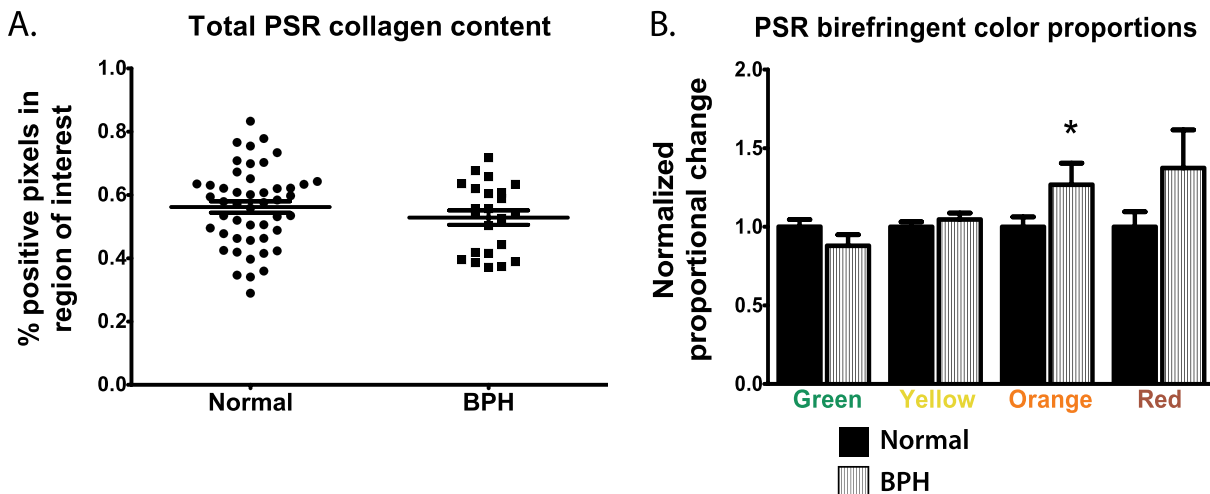 A.
Total PSR collagen content
% positive pixels in
region of interest
1.0
0.8
0.6
0.4
0.2
0.0
Normal
BPH
B.
PSR birefringent color proportions
Normalized
proportional change
2.0
1.5
1.0
0.5
0.0
*
Green
Yellow
Orange
Red
Normal
BPH